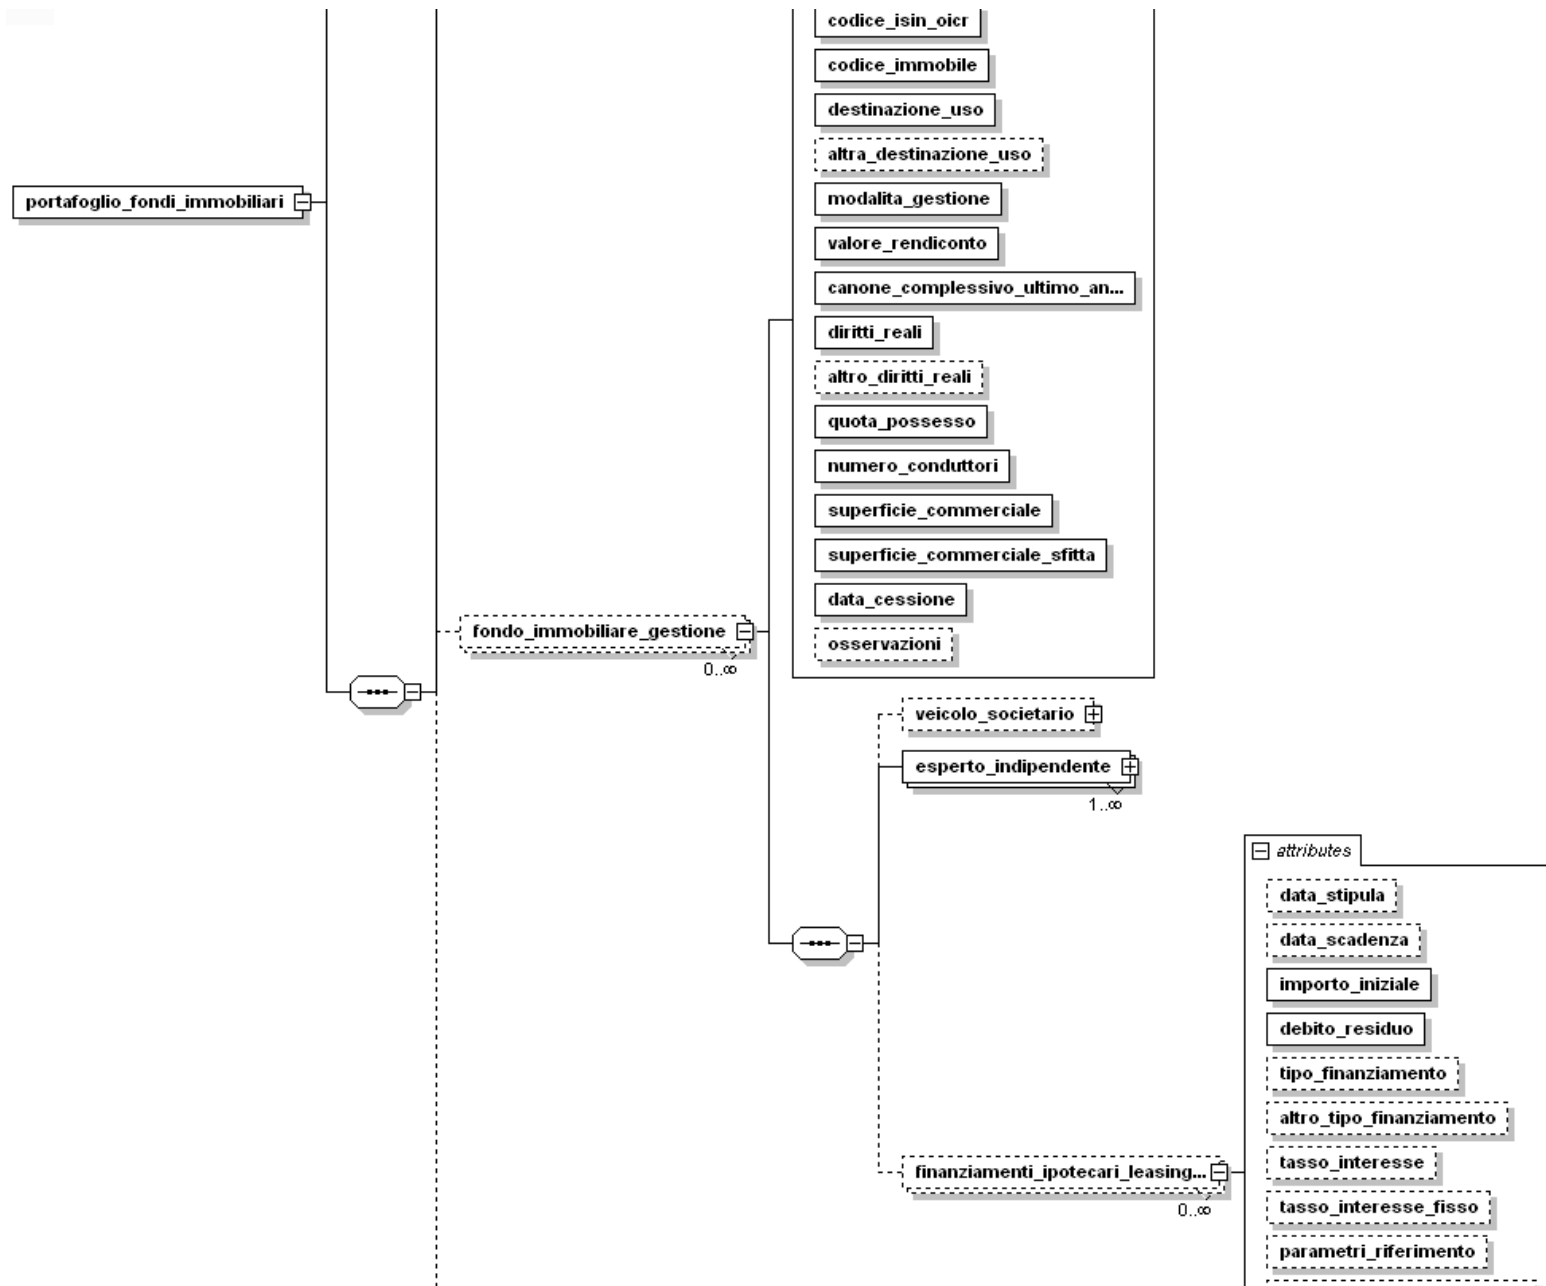 codice_isin_oicr
codice_immobile
destinazione_uso
altra_destinazione_uso
portafoglio_fondi_immobiliari
modalita_gestione
valore_rendiconto
canone_complessivo_ultimo_an...
diritti_reali
altro_diritti_reali
quota_possesso
numero_conduttori
superficie_commerciale
superficie_commerciale_sfitta
data_cessione
fondo_immobiliare_gestione
0..∞
osservazioni
veicolo_societario
esperto_indipendente
1..∞
attributes
data_stipula
data_scadenza
importo_iniziale
debito_residuo
tipo_finanziamento
altro_tipo_finanziamento
finanziamenti_ipotecari_leasing...
0..∞
tasso_interesse
tasso_interesse_fisso
parametri_riferimento